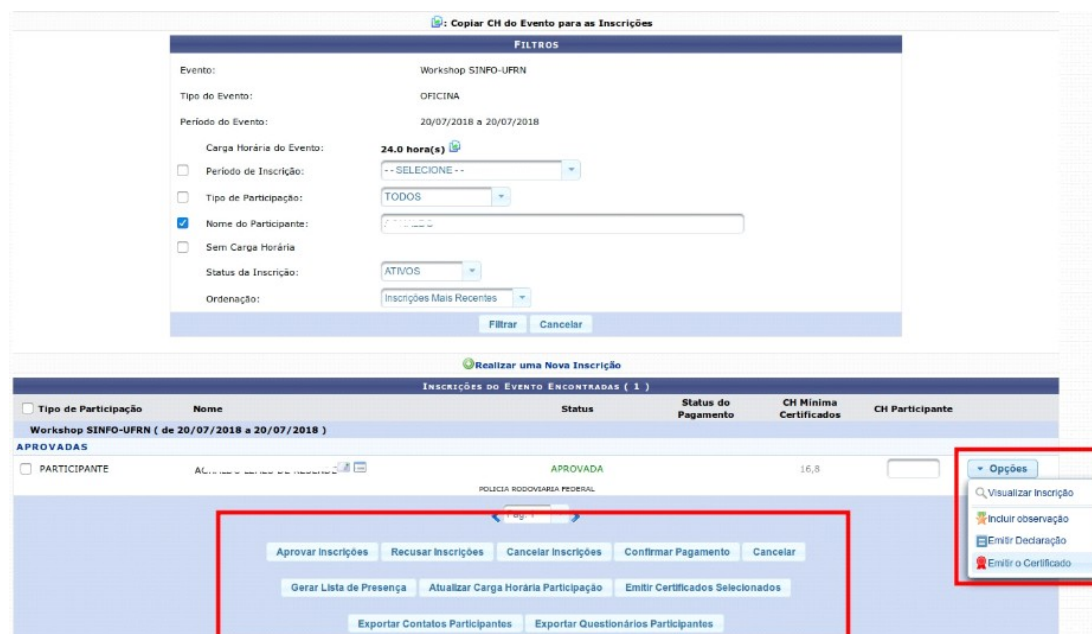 : Copiar CH do Evento para as Inscrições
FILTROS
Evento: Workshop SINFO-UFRN
Tipo do Evento: OFICINA
Período do Evento: 20/07/2018 a 20/07/2018
Carga Horária do Evento: 24.0 hora(s)
Período de Inscrição: -- SELECIONE --
Tipo de Participação: TODOS
Nome do Participante:
Sem Carga Horária
Status da Inscrição: ATIVOS
Ordenação: Inscrições Mais Recentes
Filtrar Cancelar
Realizar uma Nova Inscrição
INSCRIÇÕES DO EVENTO ENCONTRADAS ( 1 )
Tipo de Participação Nome Status Status do Pagamento CH Mínima Certificados CH Participante
Workshop SINFO-UFRN ( de 20/07/2018 a 20/07/2018 )
APROVADAS
PARTICIPANTE APROVADA 16,8 Opções
POLICIA RODOVIARIA FEDERAL
Visualizar Inscrição
Incluir observação
Emitir Declaração
Emitir o Certificado
Pag. 1
Aprovar Inscrições Recusar Inscrições Cancelar Inscrições Confirmar Pagamento Cancelar
Gerar Lista de Presença Atualizar Carga Horária Participação Emitir Certificados Selecionados
Exportar Contatos Participantes Exportar Questionários Participantes